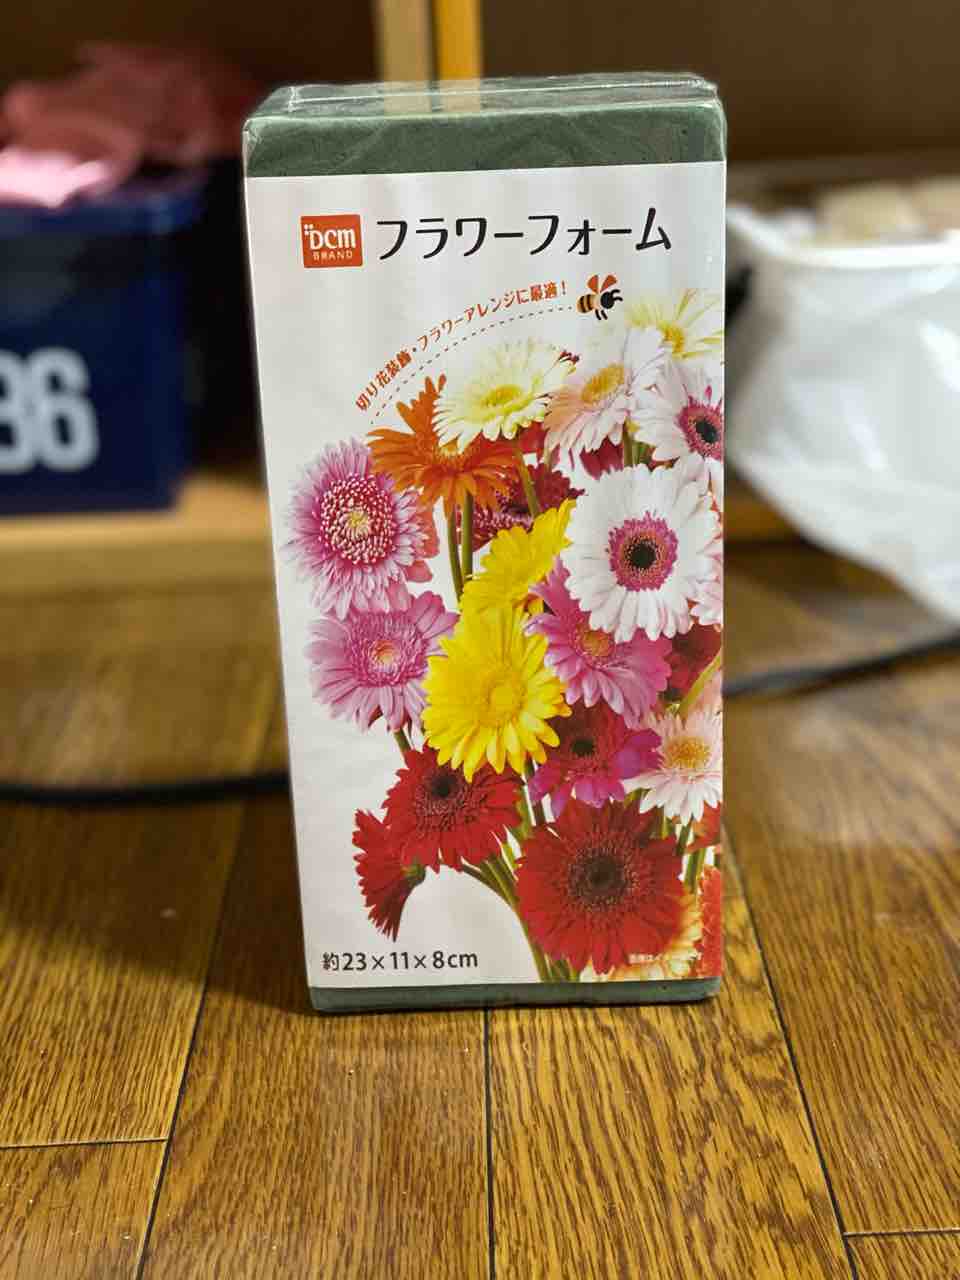 DCM
BRAND
フラワーフォーム
切り花装飾・フラワーアレンジに最適！
約23×11×8cm
36